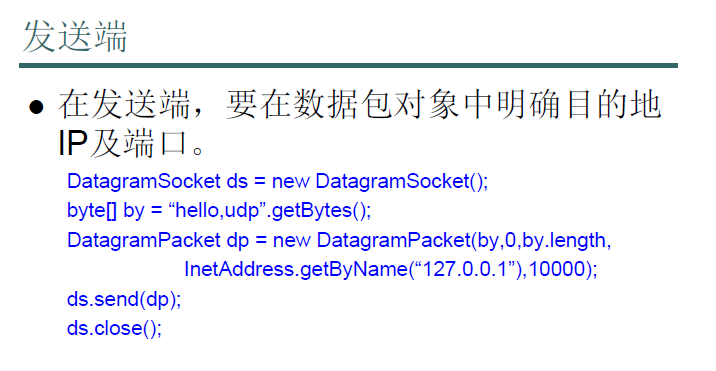 发送端
● 在发送端，要在数据包对象中明确目的地
IP及端口。
DatagramSocket ds = new DatagramSocket();
byte[] by = “hello,udp”.getBytes();
DatagramPacket dp = new DatagramPacket(by,0,by.length,
InetAddress.getByName(“127.0.0.1”),10000);
ds.send(dp);
ds.close();